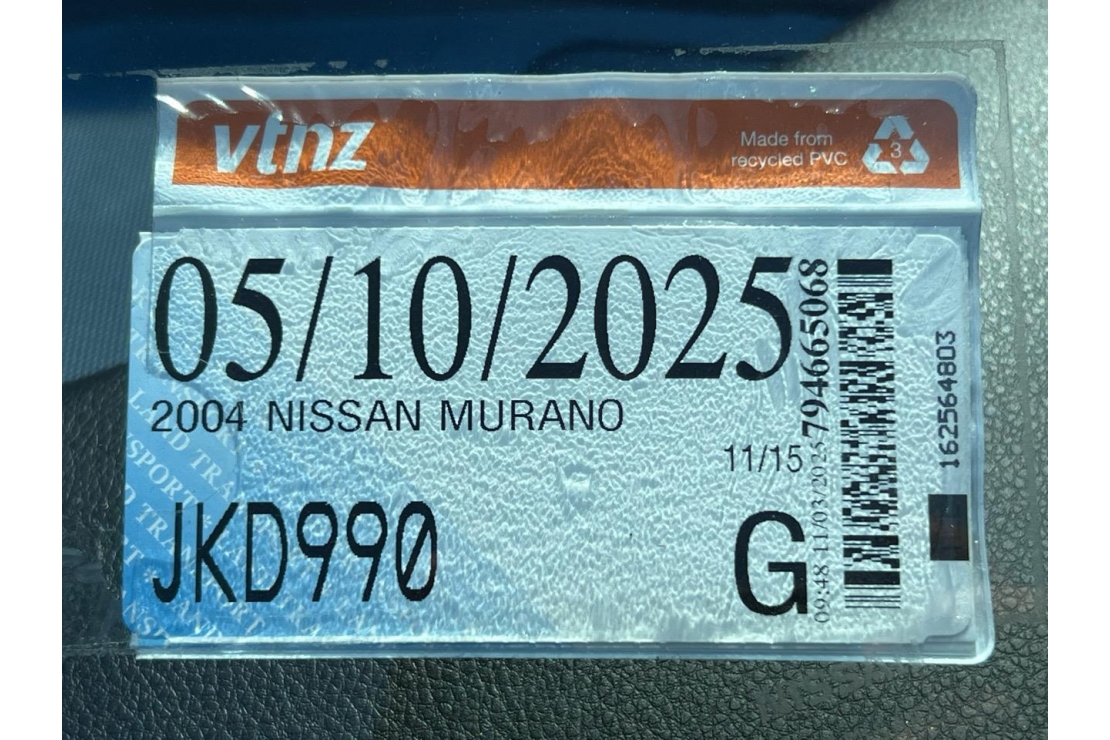 vtnz
Made from
recycled PVC
3
05/10/2025
2004 NISSAN MURANO
11/15
JKD990
G
794665068
09:48 11/03/2025
162564803